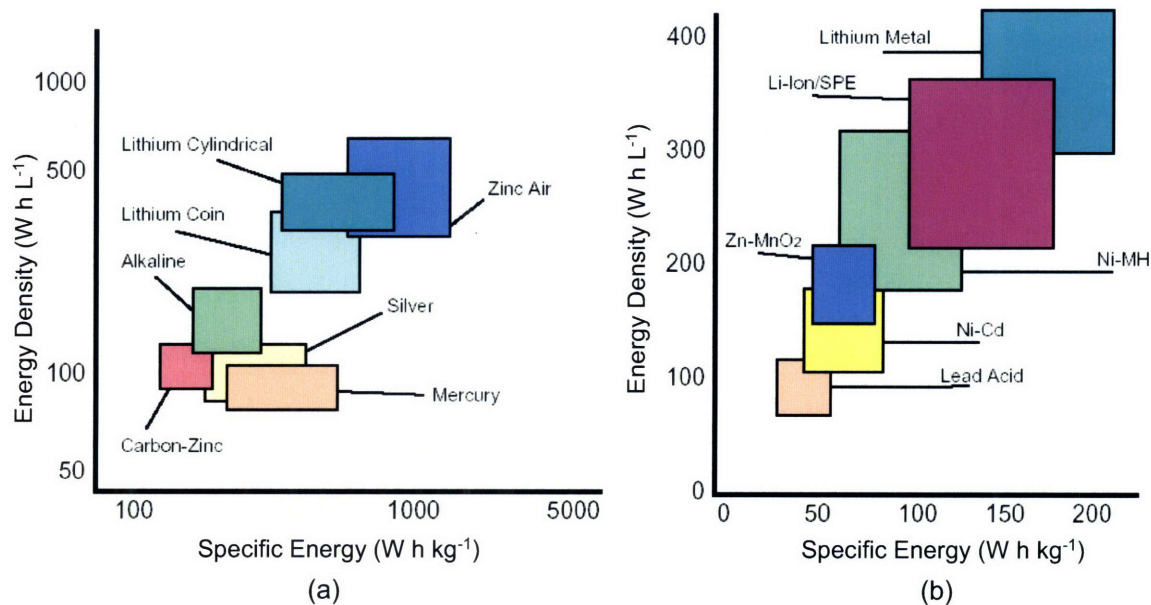 Energy Density (W h L⁻¹)
1000
500
100
50
Lithium Cylindrical
Lithium Coin
Alkaline
Zinc Air
Silver
Mercury
Carbon-Zinc
100 1000 5000
Specific Energy (W h kg⁻¹)
(a)
Energy Density (W h L⁻¹)
400
300
200
100
0
Lithium Metal
Li-Ion/SPE
Zn-MnO₂
Ni-MH
Ni-Cd
Lead Acid
0 50 100 150 200
Specific Energy (W h kg⁻¹)
(b)